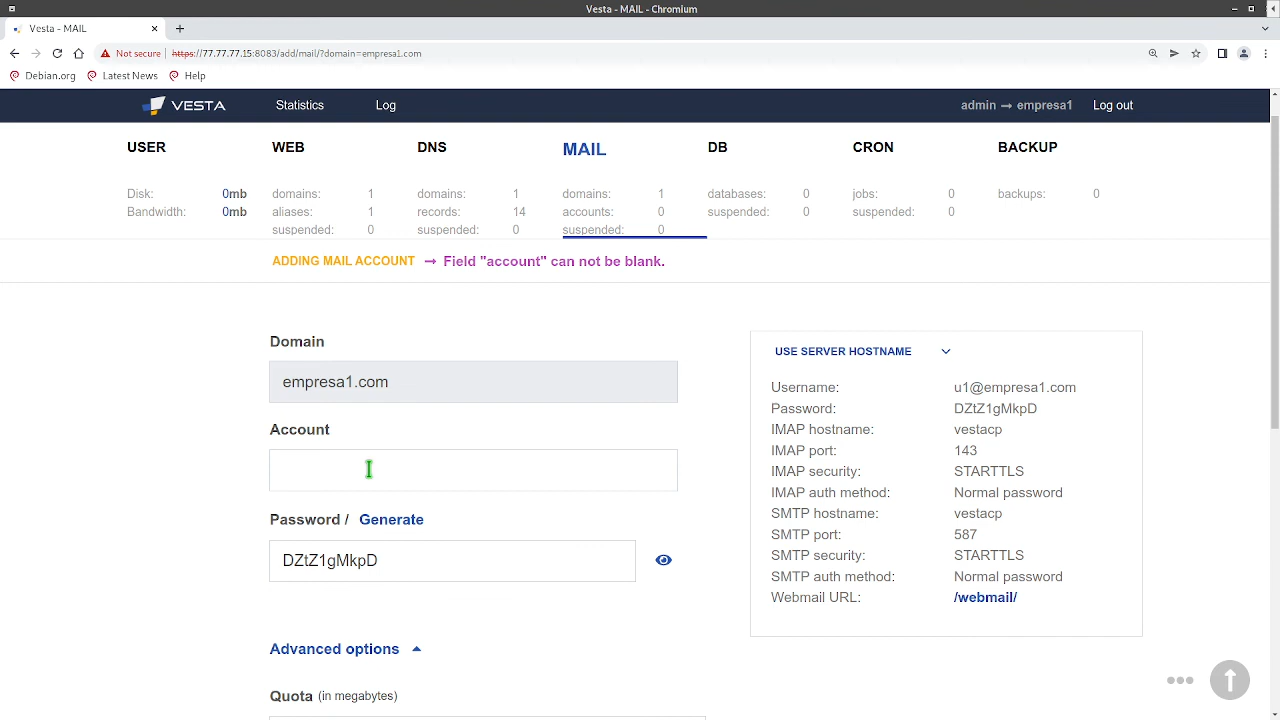 Vesta - MAIL - Chromium
Vesta - MAIL
Not secure https://77.77.77.15:8083/add/mail/?domain=empresa1.com
Debian.org Latest News Help
VESTA Statistics Log admin → empresa1 Log out
USER WEB DNS MAIL DB CRON BACKUP
Disk: 0mb domains: 1 domains: 1 domains: 1 databases: 0 jobs: 0 backups: 0
Bandwidth: 0mb aliases: 1 records: 14 accounts: 0 suspended: 0 suspended: 0
suspended: 0 suspended: 0 suspended: 0
ADDING MAIL ACCOUNT → Field "account" can not be blank.
Domain
empresa1.com
Account
Password / Generate
DZtZ1gMkpD
Advanced options
Quota (in megabytes)
USE SERVER HOSTNAME
Username: u1@empresa1.com
Password: DZtZ1gMkpD
IMAP hostname: vestacp
IMAP port: 143
IMAP security: STARTTLS
IMAP auth method: Normal password
SMTP hostname: vestacp
SMTP port: 587
SMTP security: STARTTLS
SMTP auth method: Normal password
Webmail URL: /webmail/